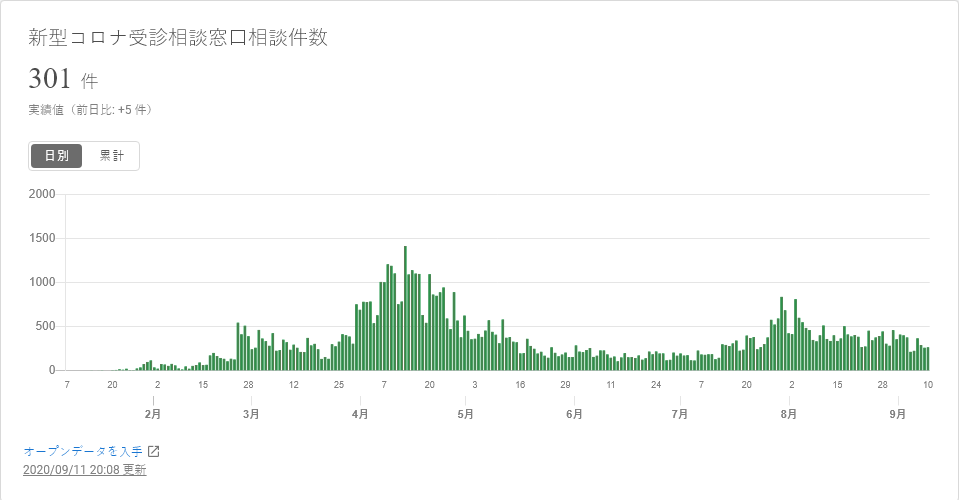 新型コロナ受診相談窓口相談件数
301 件
実績値（前日比: +5 件）
日別 累計
2000
1500
1000
500
0
7 20 2 15 28 12 25 7 20 3 16 29 11 24 7 20 2 15 28 10
2月 3月 4月 5月 6月 7月 8月 9月
オープンデータを入手
2020/09/11 20:08 更新